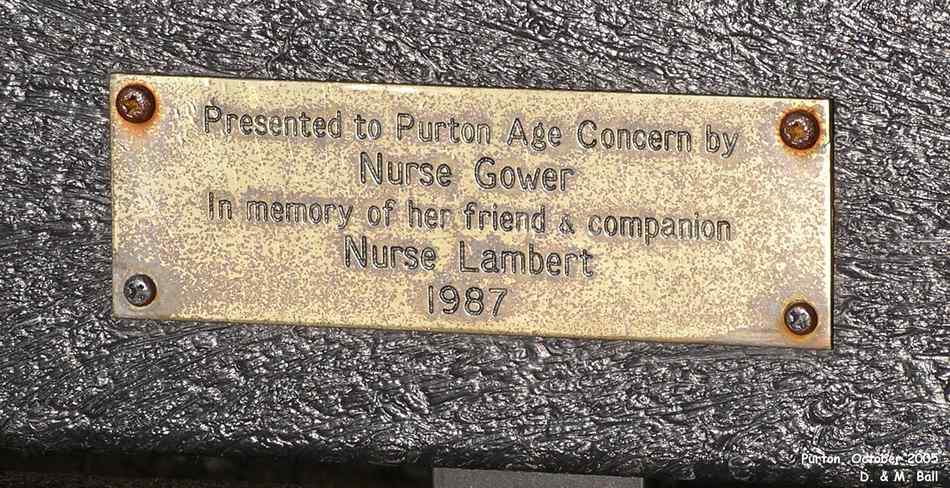 Presented to Purton Age Concern by
Nurse Gower
In memory of her friend & companion
Nurse Lambert
1987
Purton, October 2005
D. & M. Ball